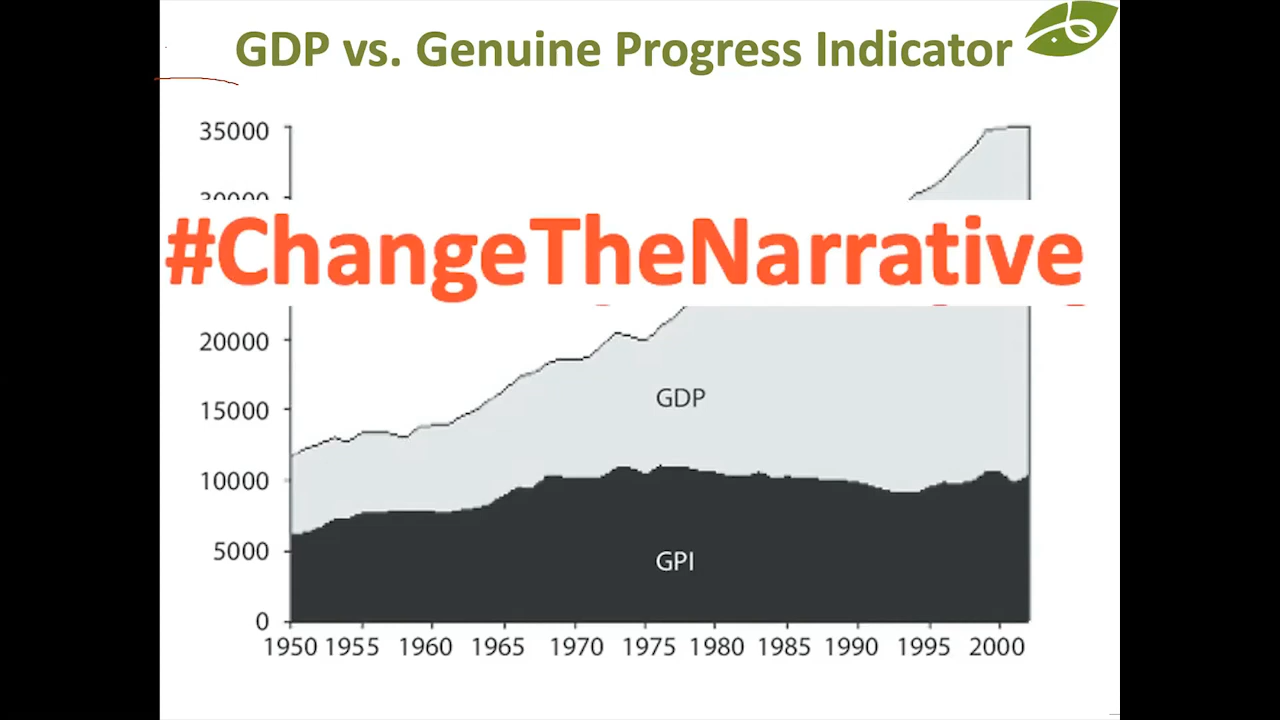 GDP vs. Genuine Progress Indicator
35000
30000
#ChangeTheNarrative
20000
15000
GDP
10000
5000
GPI
0
1950 1955 1960 1965 1970 1975 1980 1985 1990 1995 2000